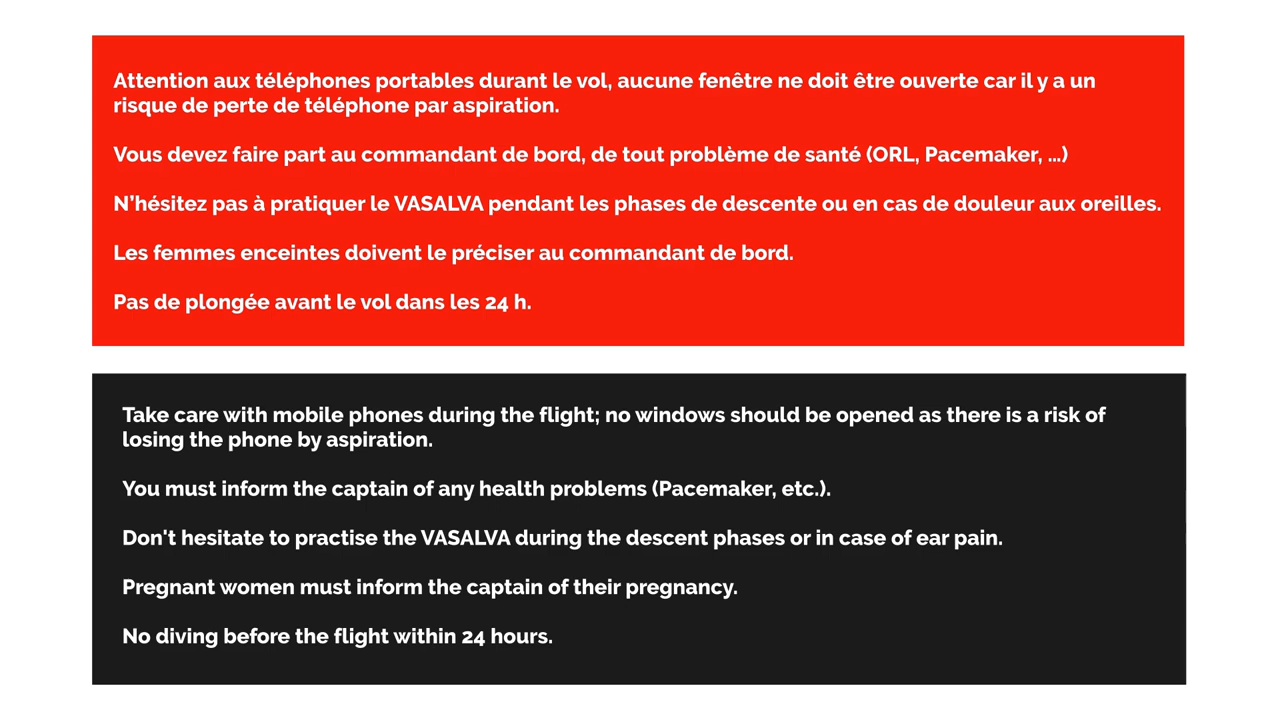 Attention aux téléphones portables durant le vol, aucune fenêtre ne doit être ouverte car il y a un
risque de perte de téléphone par aspiration.
Vous devez faire part au commandant de bord, de tout problème de santé (ORL, Pacemaker, ...)
N'hésitez pas à pratiquer le VASALVA pendant les phases de descente ou en cas de douleur aux oreilles.
Les femmes enceintes doivent le préciser au commandant de bord.
Pas de plongée avant le vol dans les 24 h.
Take care with mobile phones during the flight; no windows should be opened as there is a risk of
losing the phone by aspiration.
You must inform the captain of any health problems (Pacemaker, etc.).
Don't hesitate to practise the VASALVA during the descent phases or in case of ear pain.
Pregnant women must inform the captain of their pregnancy.
No diving before the flight within 24 hours.